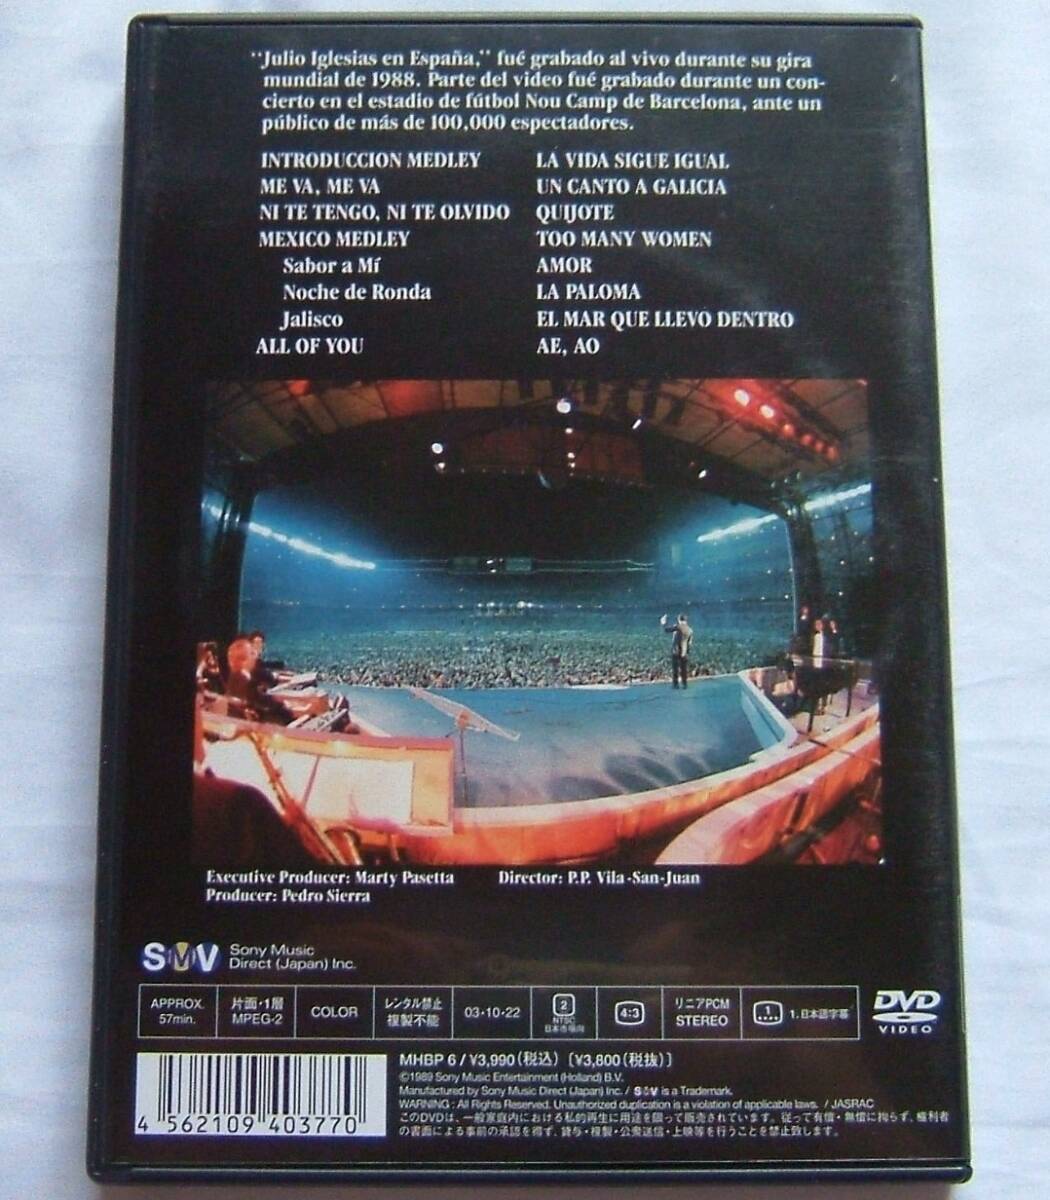 "Julio Iglesias en España," fué grabado al vivo durante su gira
mundial de 1988. Parte del video fué grabado durante un con-
cierto en el estadio de fútbol Nou Camp de Barcelona, ante un
público de más de 100,000 espectadores.
INTRODUCCION MEDLEY
ME VA, ME VA
NI TE TENGO, NI TE OLVIDO
MEXICO MEDLEY
Sabor a Mí
Noche de Ronda
Jalisco
ALL OF YOU
LA VIDA SIGUE IGUAL
UN CANTO A GALICIA
QUIJOTE
TOO MANY WOMEN
AMOR
LA PALOMA
EL MAR QUE LLEVO DENTRO
AE, AO
Executive Producer: Marty Pasetta
Producer: Pedro Sierra
Director: P.P. Vila-San-Juan
SMV
Sony Music
Direct (Japan) Inc.
APPROX.
57min.
片面・1層
MPEG-2
COLOR
レンタル禁止
複製不能
03・10・22
2
NTSC
日本市場向
4:3
リニアPCM
STEREO
1
1. 日本語字幕
DVD
VIDEO
MHBP 6 / ¥3,990(税込) 〔¥3,800(税抜)〕
©1989 Sony Music Entertainment (Holland) B.V.
Manufactured by Sony Music Direct (Japan) Inc. / SMV is a Trademark.
WARNING : All Rights Reserved. Unauthorized duplication is a violation of applicable laws. / JASRAC
このDVDは、一般家庭内における私的再生に用途を限って販売されています。従って有償・無償に拘らず、権利者
の書面による事前の承認を得ず、貸与・複製・公衆送信・上映等を行うことを禁止致します。
4 562109 403770